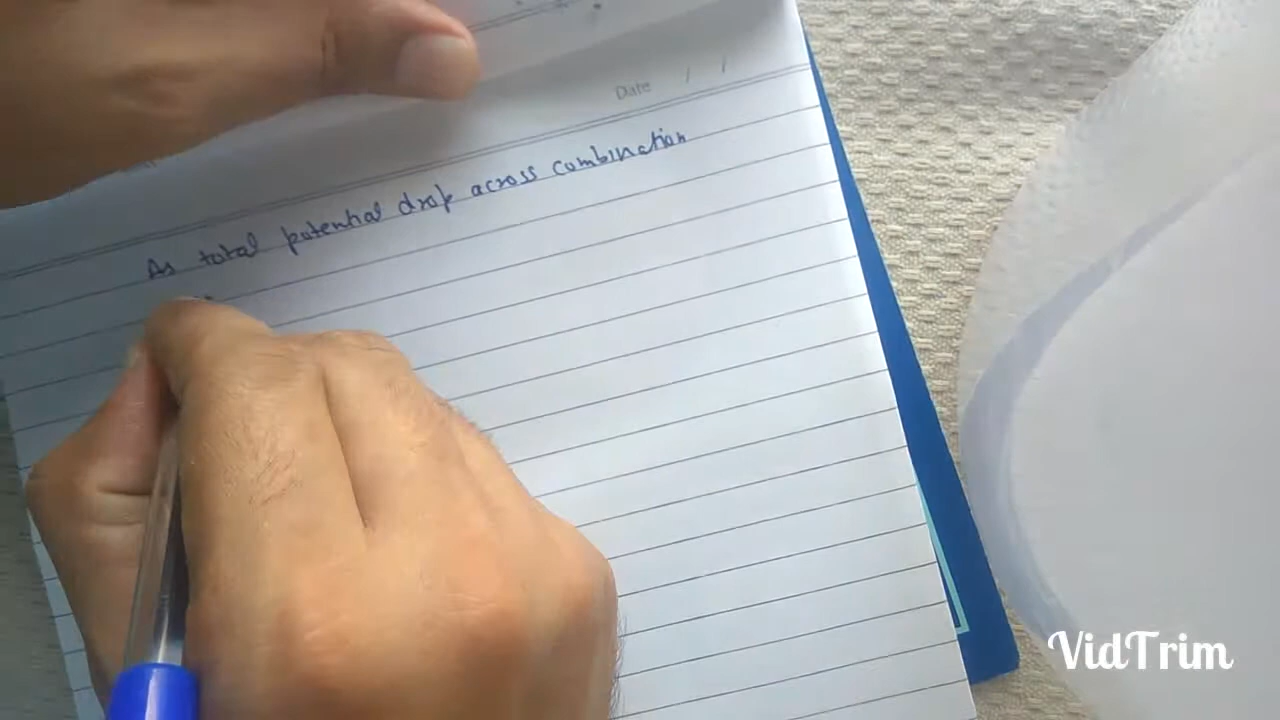 Date / /
As total potential drop across combination
VidTrim